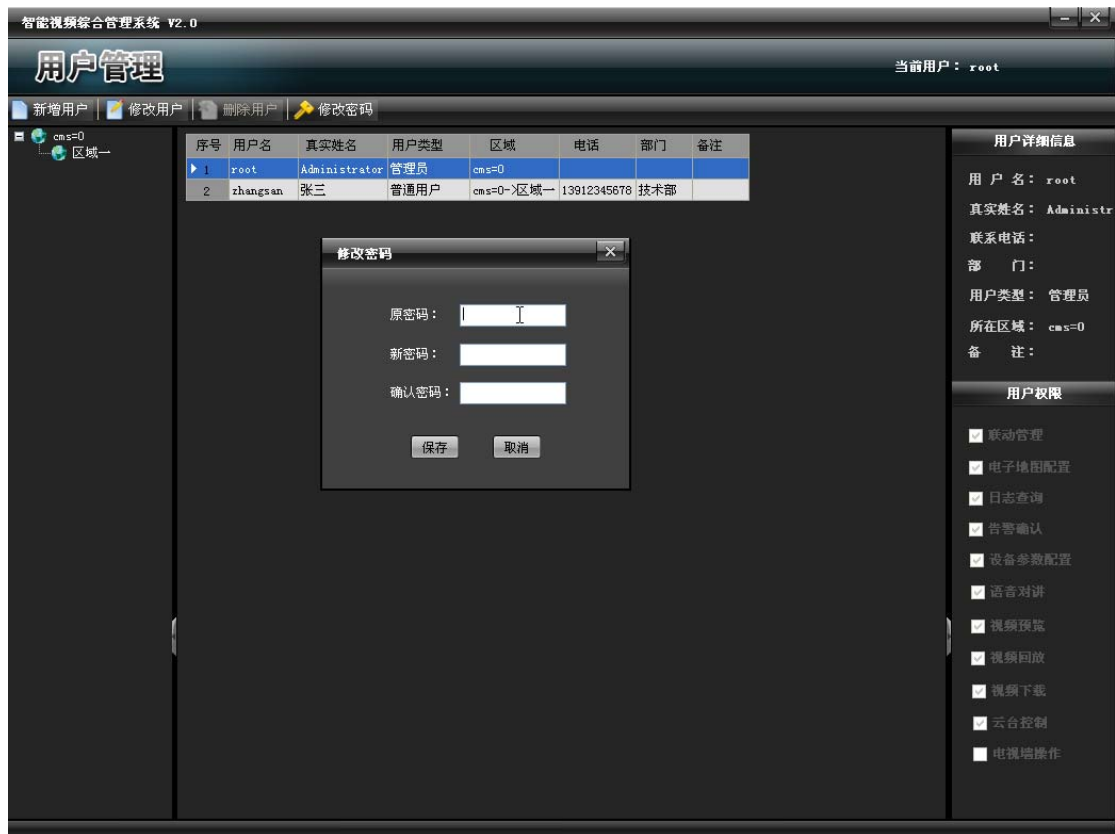 智能视频综合管理系统 V2.0
用户管理
当前用户: root
新增用户 修改用户 删除用户 修改密码
cms=0
区域一
序号 用户名 真实姓名 用户类型 区域 电话 部门 备注
1 root Administrator 管理员 cms=0
2 zhangsan 张三 普通用户 cms=0->区域一 13912345678 技术部
修改密码
原密码:
新密码:
确认密码:
保存 取消
用户详细信息
用 户 名: root
真实姓名: Administr
联系电话:
部 门:
用户类型: 管理员
所在区域: cms=0
备 注:
用户权限
联动管理
电子地图配置
日志查询
告警确认
设备参数配置
语音对讲
视频预览
视频回放
视频下载
云台控制
电视墙操作